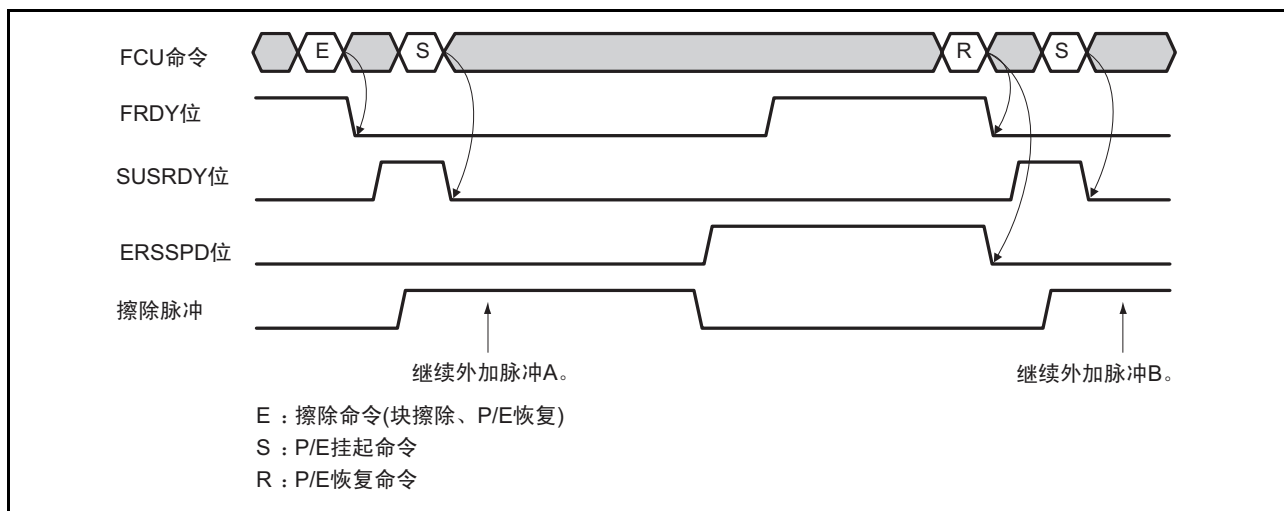 FCU命令
E
S
R
S
FRDY位
SUSRDY位
ERSSPD位
擦除脉冲
继续外加脉冲A。
继续外加脉冲B。
E ：擦除命令(块擦除、P/E恢复)
S ：P/E挂起命令
R ：P/E恢复命令